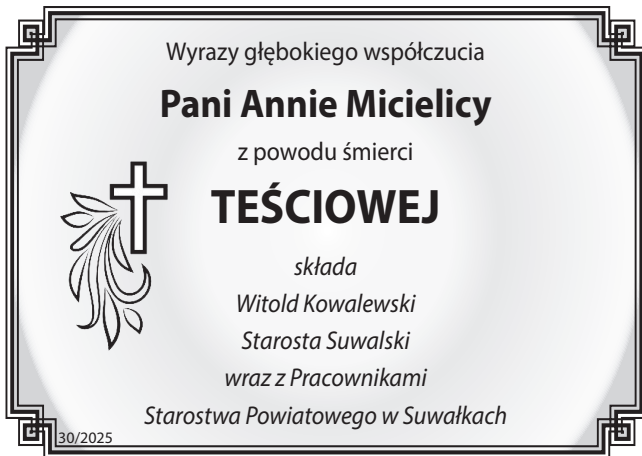 Wyrazy głębokiego współczucia
Pani Annie Micielicy
z powodu śmierci
TEŚCIOWEJ
składa
Witold Kowalewski
Starosta Suwalski
wraz z Pracownikami
Starostwa Powiatowego w Suwałkach
30/2025